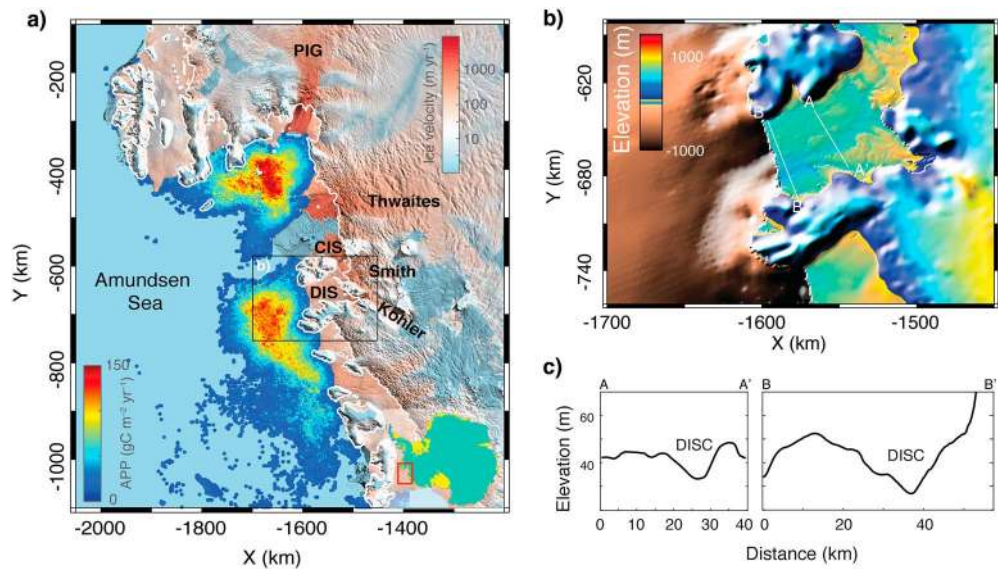 a)
PIG
Ice velocity (m yr⁻¹)
1000
100
10
Thwaites
CIS
b)
Smith
DIS
Köhler
Amundsen
Sea
150
APP (gC m⁻² yr⁻¹)
0
Y (km)
-200
-400
-600
-800
-1000
-2000
-1800
-1600
-1400
X (km)
b)
Elevation (m)
1000
-1000
A
B
A'
B'
Y (km)
-620
-680
-740
-1700
-1600
-1500
X (km)
c)
A
A'
B
B'
Elevation (m)
60
40
20
DISC
DISC
0
10
20
30
40
0
20
40
Distance (km)